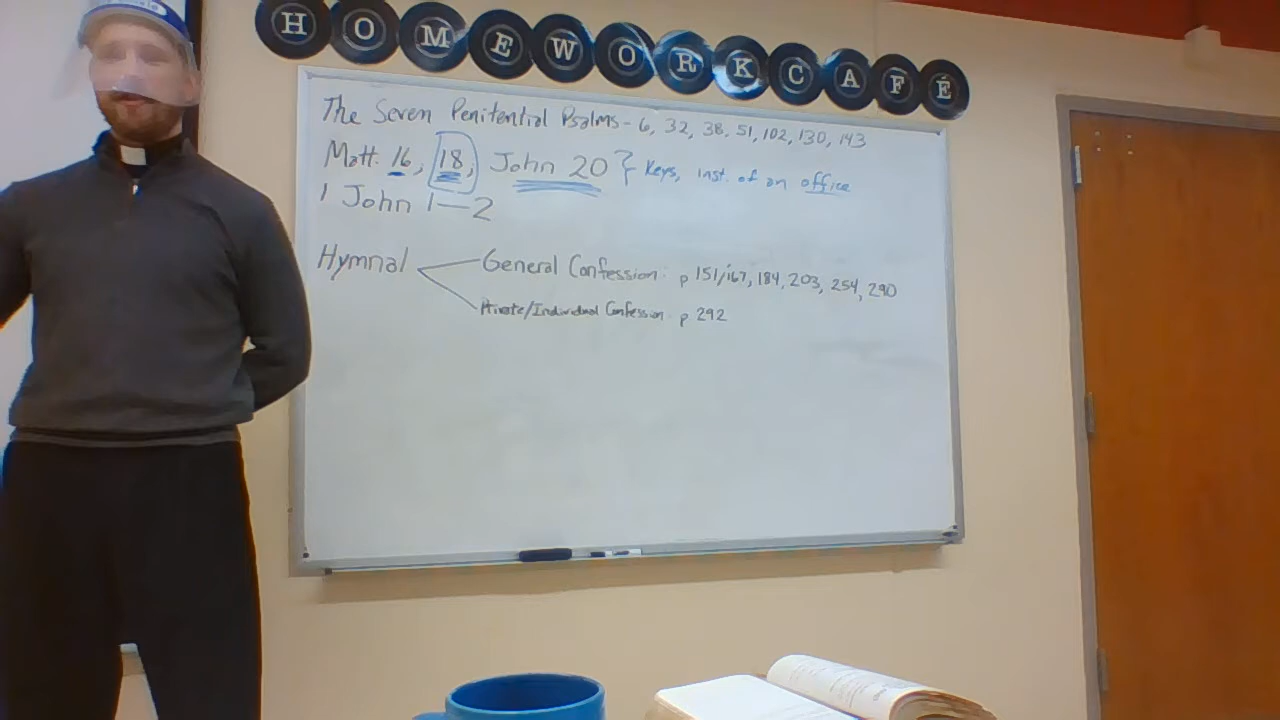 HOMEWORK CAFÉ
The Seven Penitential Psalms - 6, 32, 38, 51, 102, 130, 143
Matt. 16, 18, John 20 } Keys, inst. of an office
1 John 1—2
Hymnal
General Confession: p 151, 167, 184, 203, 254, 290
Private/Individual Confession: p 292